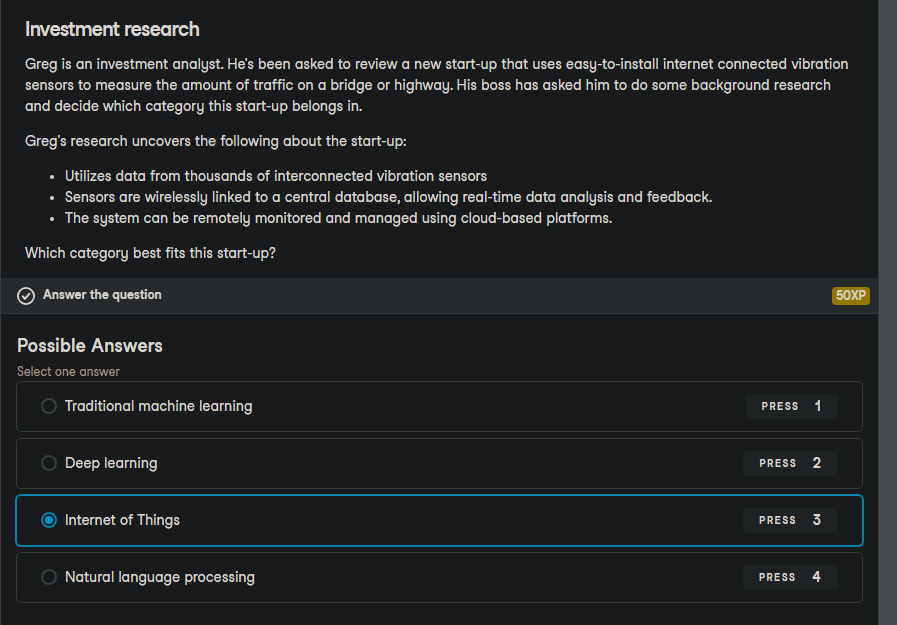 Investment research
Greg is an investment analyst. He's been asked to review a new start-up that uses easy-to-install internet connected vibration
sensors to measure the amount of traffic on a bridge or highway. His boss has asked him to do some background research
and decide which category this start-up belongs in.
Greg's research uncovers the following about the start-up:
• Utilizes data from thousands of interconnected vibration sensors
• Sensors are wirelessly linked to a central database, allowing real-time data analysis and feedback.
• The system can be remotely monitored and managed using cloud-based platforms.
Which category best fits this start-up?
Answer the question 50XP
Possible Answers
Select one answer
Traditional machine learning PRESS 1
Deep learning PRESS 2
Internet of Things PRESS 3
Natural language processing PRESS 4